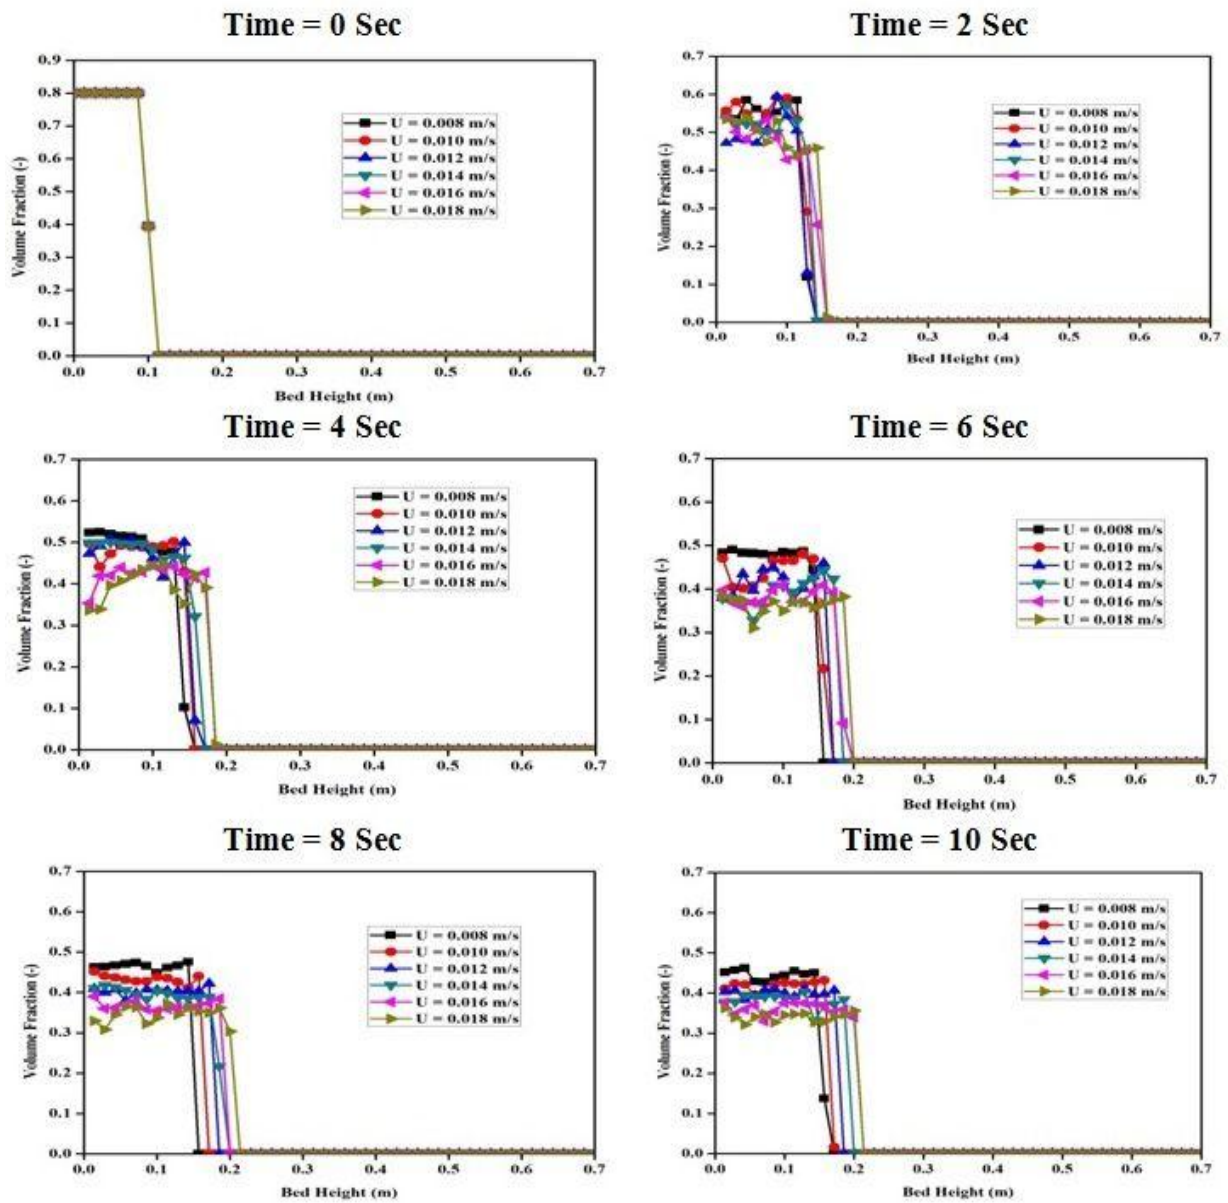 Time = 0 Sec
0.9
0.8
0.7
0.6
0.5
0.4
0.3
0.2
0.1
0.0
Volume Fraction (-)
U = 0.008 m/s
U = 0.010 m/s
U = 0.012 m/s
U = 0.014 m/s
U = 0.016 m/s
U = 0.018 m/s
0.0 0.1 0.2 0.3 0.4 0.5 0.6 0.7
Bed Height (m)
Time = 2 Sec
0.7
0.6
0.5
0.4
0.3
0.2
0.1
0.0
Volume Fraction (-)
U = 0.008 m/s
U = 0.010 m/s
U = 0.012 m/s
U = 0.014 m/s
U = 0.016 m/s
U = 0.018 m/s
0.0 0.1 0.2 0.3 0.4 0.5 0.6 0.7
Bed Height (m)
Time = 4 Sec
0.7
0.6
0.5
0.4
0.3
0.2
0.1
0.0
Volume Fraction (-)
U = 0.008 m/s
U = 0.010 m/s
U = 0.012 m/s
U = 0.014 m/s
U = 0.016 m/s
U = 0.018 m/s
0.0 0.1 0.2 0.3 0.4 0.5 0.6 0.7
Bed Height (m)
Time = 6 Sec
0.7
0.6
0.5
0.4
0.3
0.2
0.1
0.0
Volume Fraction (-)
U = 0.008 m/s
U = 0.010 m/s
U = 0.012 m/s
U = 0.014 m/s
U = 0.016 m/s
U = 0.018 m/s
0.0 0.1 0.2 0.3 0.4 0.5 0.6 0.7
Bed Height (m)
Time = 8 Sec
0.7
0.6
0.5
0.4
0.3
0.2
0.1
0.0
Volume Fraction (-)
U = 0.008 m/s
U = 0.010 m/s
U = 0.012 m/s
U = 0.014 m/s
U = 0.016 m/s
U = 0.018 m/s
0.0 0.1 0.2 0.3 0.4 0.5 0.6 0.7
Bed Height (m)
Time = 10 Sec
0.7
0.6
0.5
0.4
0.3
0.2
0.1
0.0
Volume Fraction (-)
U = 0.008 m/s
U = 0.010 m/s
U = 0.012 m/s
U = 0.014 m/s
U = 0.016 m/s
U = 0.018 m/s
0.0 0.1 0.2 0.3 0.4 0.5 0.6 0.7
Bed Height (m)